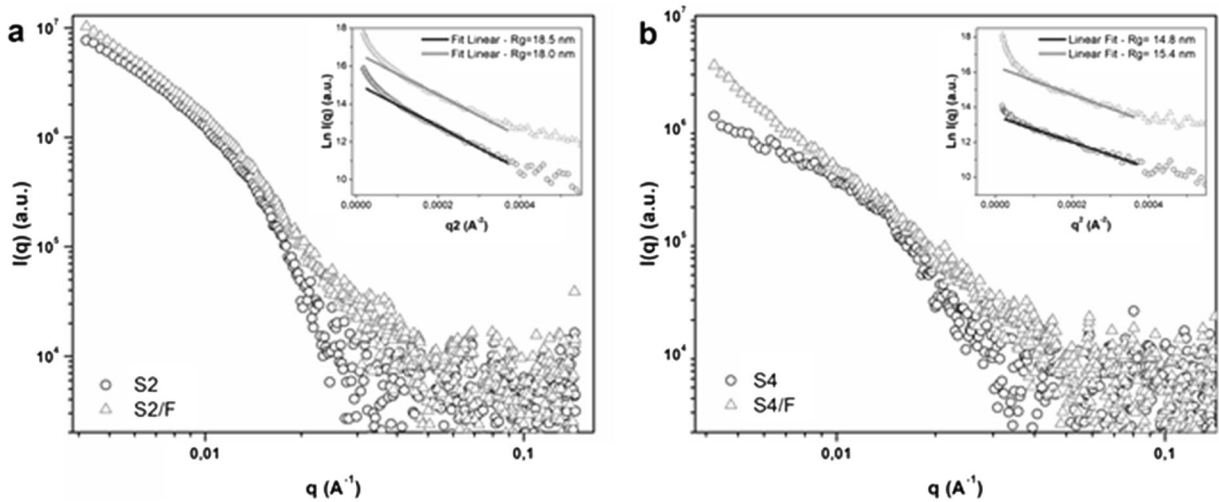 a
I(q) (a.u.)
10⁷
10⁶
10⁵
10⁴
0,01
0,1
q (A⁻¹)
S2
S2/F
Ln I(q) (a.u.)
18
16
14
12
10
0.0000
0.0002
0.0004
q2 (A⁻²)
Fit Linear - Rg=18.5 nm
Fit Linear - Rg=18.0 nm
b
I(q) (a.u.)
10⁷
10⁶
10⁵
10⁴
0,01
0,1
q (A⁻¹)
S4
S4/F
Ln I(q) (a.u.)
18
16
14
12
10
0.0000
0.0002
0.0004
q² (A⁻²)
Linear Fit - Rg= 14.8 nm
Linear Fit - Rg= 15.4 nm